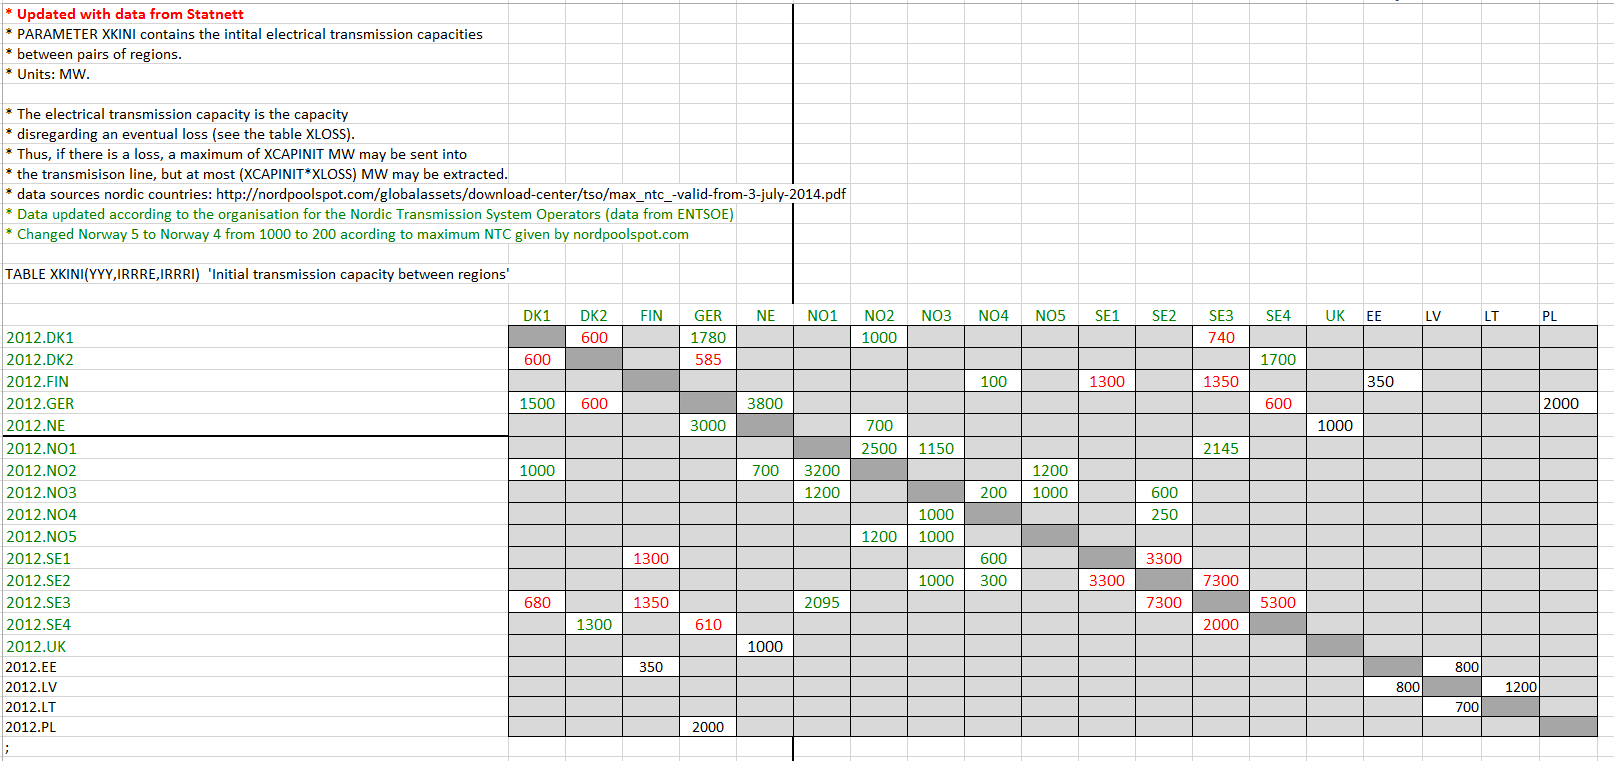 * Updated with data from Statnett
* PARAMETER XKINI contains the intital electrical transmission capacities
* between pairs of regions.
* Units: MW.
* The electrical transmission capacity is the capacity
* disregarding an eventual loss (see the table XLOSS).
* Thus, if there is a loss, a maximum of XCAPINIT MW may be sent into
* the transmisison line, but at most (XCAPINIT*XLOSS) MW may be extracted.
* data sources nordic countries: http://nordpoolspot.com/globalassets/download-center/tso/max_ntc_-valid-from-3-july-2014.pdf
* Data updated according to the organisation for the Nordic Transmission System Operators (data from ENTSOE)
* Changed Norway 5 to Norway 4 from 1000 to 200 acording to maximum NTC given by nordpoolspot.com
TABLE XKINI(YYY,IRRRE,IRRRI) 'Initial transmission capacity between regions'
DK1 DK2 FIN GER NE NO1 NO2 NO3 NO4 NO5 SE1 SE2 SE3 SE4 UK EE LV LT PL
2012.DK1 600 1780 1000 740
2012.DK2 600 585 1700
2012.FIN 100 1300 1350 350
2012.GER 1500 600 3800 600 2000
2012.NE 3000 700 1000
2012.NO1 2500 1150 2145
2012.NO2 1000 700 3200 1200
2012.NO3 1200 200 1000 600
2012.NO4 1000 250
2012.NO5 1200 1000
2012.SE1 1300 600 3300
2012.SE2 1000 300 3300 7300
2012.SE3 680 1350 2095 7300 5300
2012.SE4 1300 610 2000
2012.UK 1000
2012.EE 350 800
2012.LV 800 1200
2012.LT 700
2012.PL 2000
;